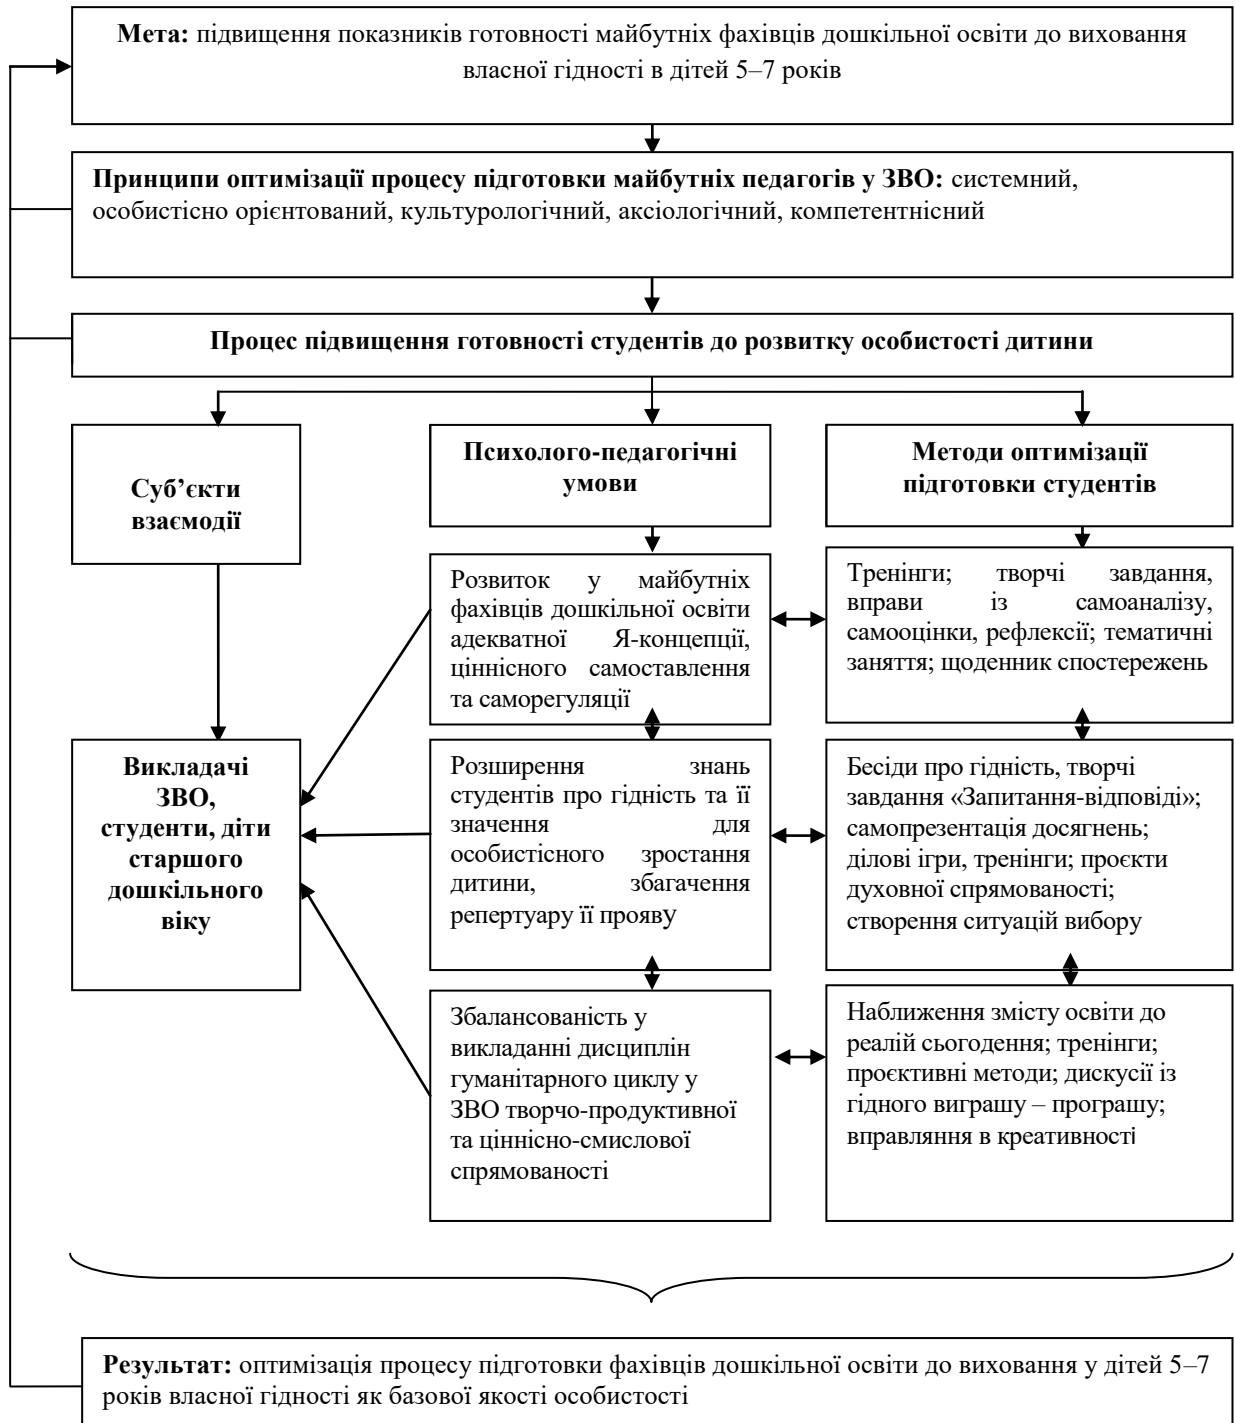 Мета: підвищення показників готовності майбутніх фахівців дошкільної освіти до виховання
власної гідності в дітей 5–7 років
Принципи оптимізації процесу підготовки майбутніх педагогів у ЗВО: системний,
особистісно орієнтований, культурологічний, аксіологічний, компетентнісний
Процес підвищення готовності студентів до розвитку особистості дитини
Суб’єкти
взаємодії
Психолого-педагогічні
умови
Методи оптимізації
підготовки студентів
Розвиток у майбутніх
фахівців дошкільної освіти
адекватної Я-концепції,
ціннісного самоставлення
та саморегуляції
Тренінги; творчі завдання,
вправи із самоаналізу,
самооцінки, рефлексії; тематичні
заняття; щоденник спостережень
Викладачі
ЗВО,
студенти, діти
старшого
дошкільного
віку
Розширення знань
студентів про гідність та її
значення для
особистісного зростання
дитини, збагачення
репертуару її прояву
Бесіди про гідність, творчі
завдання «Запитання-відповіді»;
самопрезентація досягнень;
ділові ігри, тренінги; проєкти
духовної спрямованості;
створення ситуацій вибору
Збалансованість у
викладанні дисциплін
гуманітарного циклу у
ЗВО творчо-продуктивної
та ціннісно-смислової
спрямованості
Наближення змісту освіти до
реалій сьогодення; тренінги;
проєктивні методи; дискусії із
гідного виграшу – програшу;
вправляння в креативності
Результат: оптимізація процесу підготовки фахівців дошкільної освіти до виховання у дітей 5–7
років власної гідності як базової якості особистості